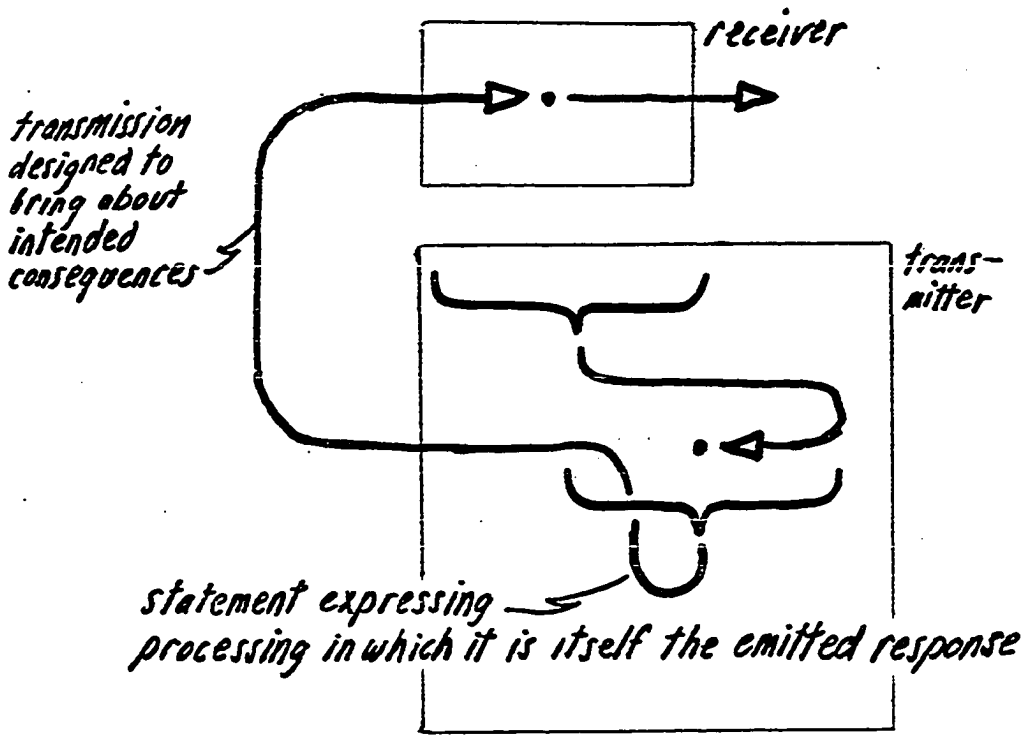 receiver
transmission
designed to
bring about
intended
consequences
trans-
mitter
statement expressing
processing in which it is itself the emitted response